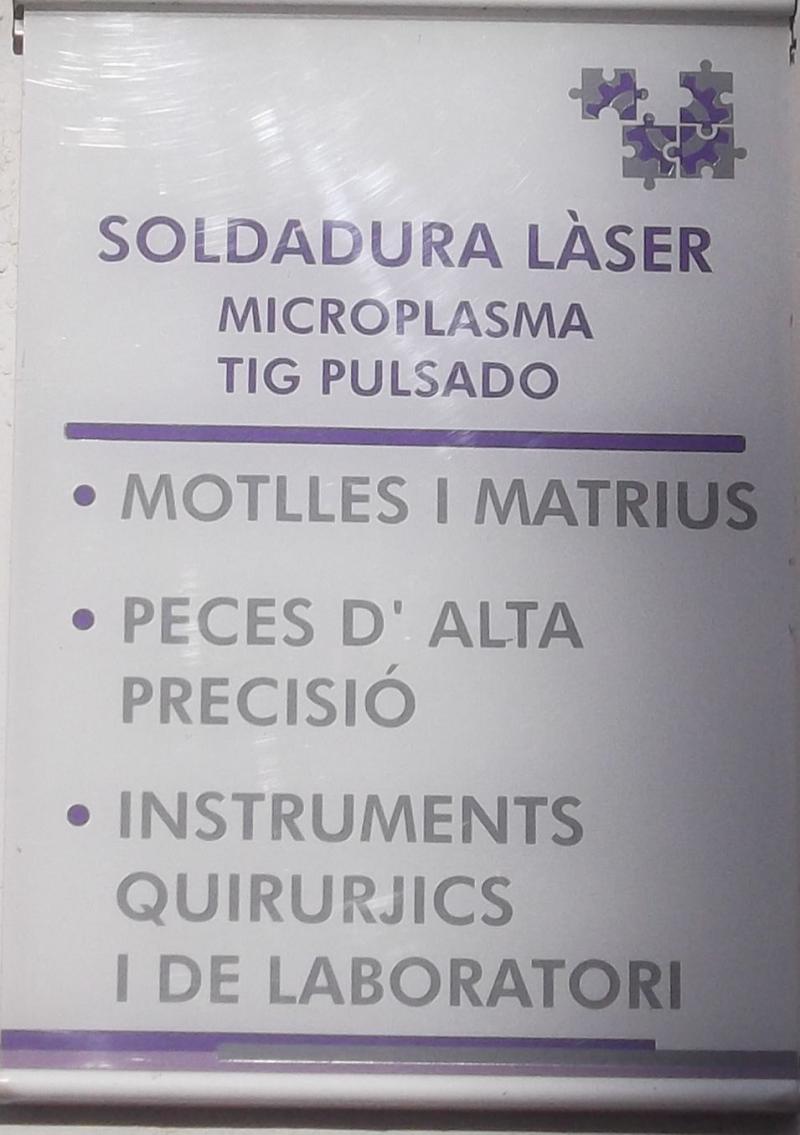 SOLDADURA LÀSER
MICROPLASMA
TIG PULSADO
• MOTLLES I MATRIUS
• PECES D' ALTA
PRECISIÓ
• INSTRUMENTS
QUIRURJICS
I DE LABORATORI